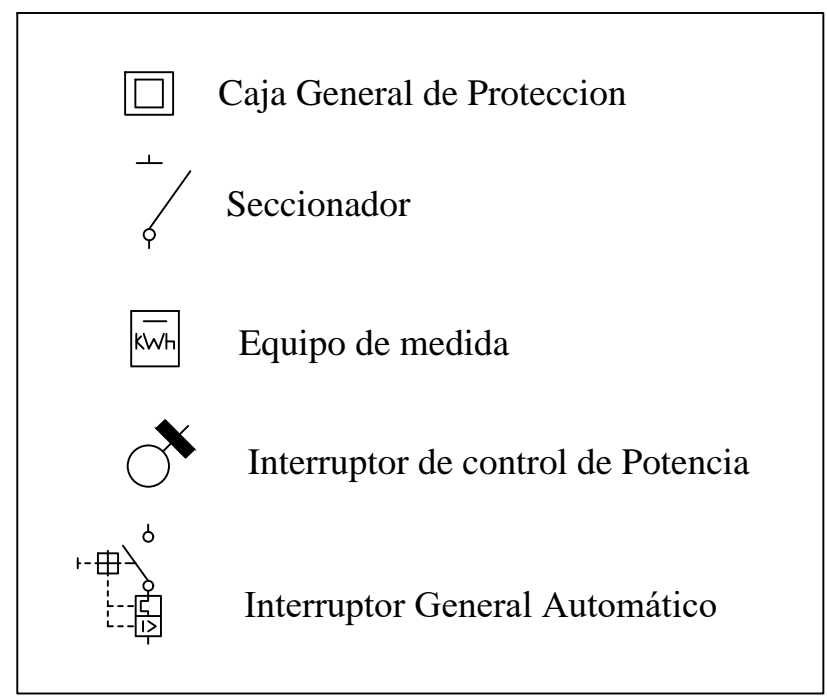 Caja General de Proteccion
Seccionador
KWh
Equipo de medida
Interruptor de control de Potencia
I>
Interruptor General Automático